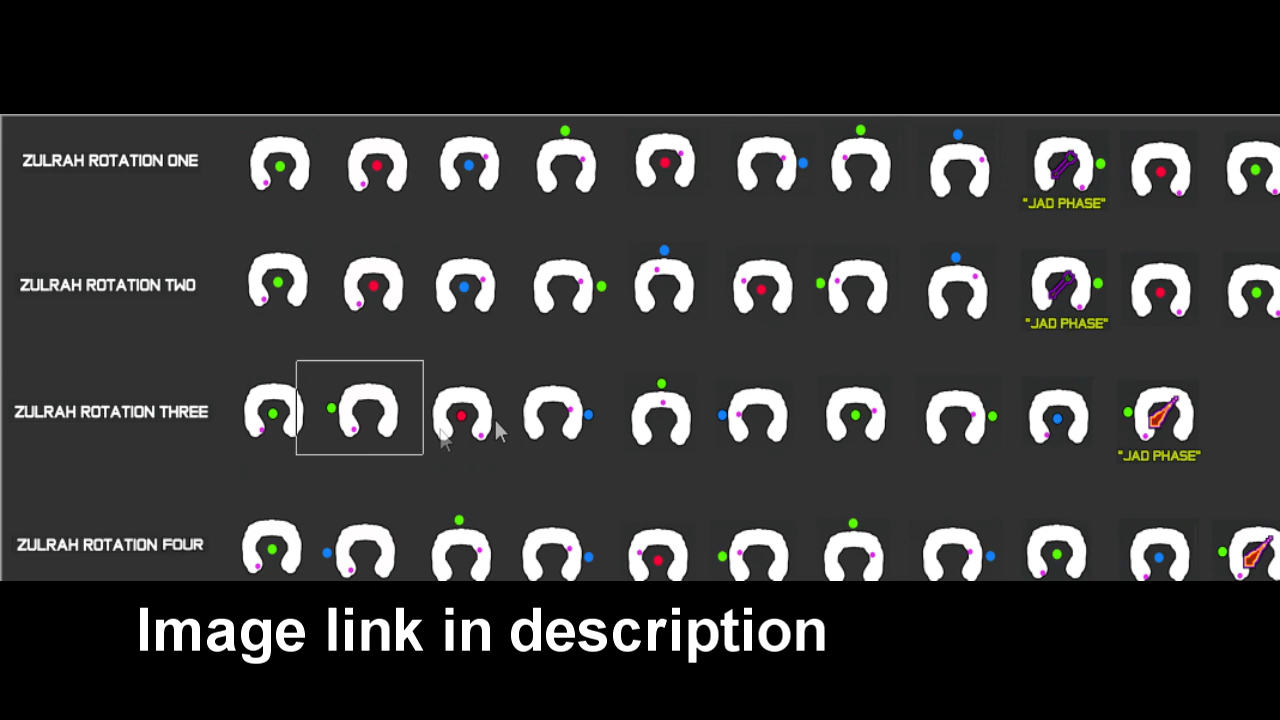 ZULRAH ROTATION ONE
"JAD PHASE"
ZULRAH ROTATION TWO
"JAD PHASE"
ZULRAH ROTATION THREE
"JAD PHASE"
ZULRAH ROTATION FOUR
Image link in description